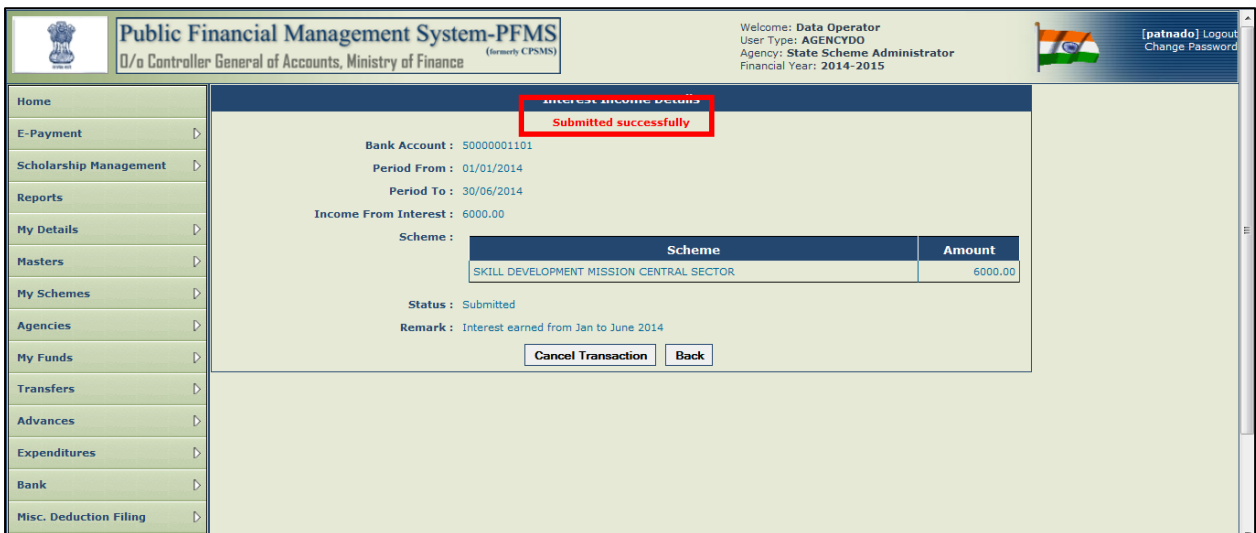 Public Financial Management System-PFMS
(formerly CPSMS)
O/o Controller General of Accounts, Ministry of Finance
Welcome: Data Operator
User Type: AGENCYDO
Agency: State Scheme Administrator
Financial Year: 2014-2015
[patnado] Logout
Change Password
Home
E-Payment
Scholarship Management
Reports
My Details
Masters
My Schemes
Agencies
My Funds
Transfers
Advances
Expenditures
Bank
Misc. Deduction Filing
Interest Income Details
Submitted successfully
Bank Account : 50000001101
Period From : 01/01/2014
Period To : 30/06/2014
Income From Interest : 6000.00
Scheme :
Scheme Amount
SKILL DEVELOPMENT MISSION CENTRAL SECTOR 6000.00
Status : Submitted
Remark : Interest earned from Jan to June 2014
Cancel Transaction Back